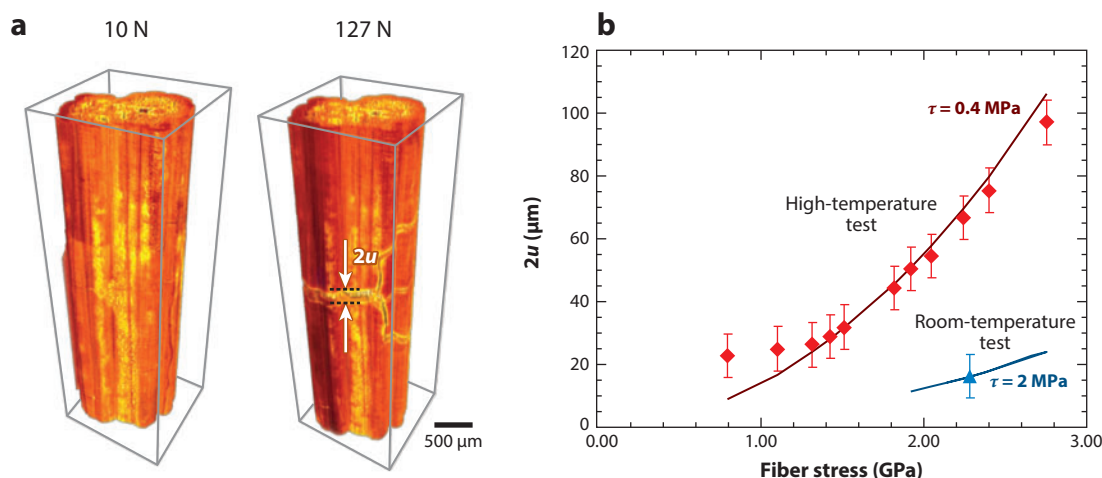 a
10 N
127 N
2u
500 µm
b
120
100
80
60
40
20
0
2u (µm)
τ = 0.4 MPa
High-temperature
test
Room-temperature
test
τ = 2 MPa
0.00
1.00
2.00
3.00
Fiber stress (GPa)